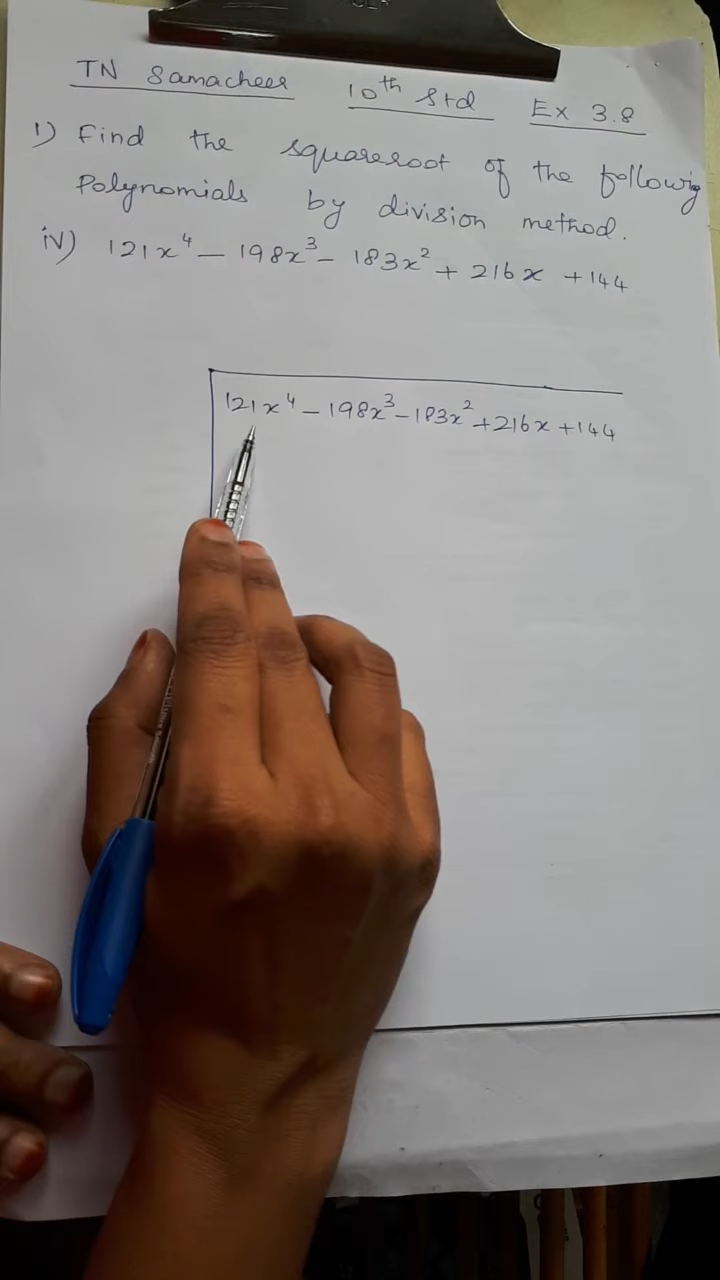 TN Samacheer 10th Std Ex 3.8
1) Find the squareroot of the following
Polynomials by division method.
iv) 121x⁴ - 198x³ - 183x² + 216x + 144
121x⁴ - 198x³ - 183x² + 216x + 144